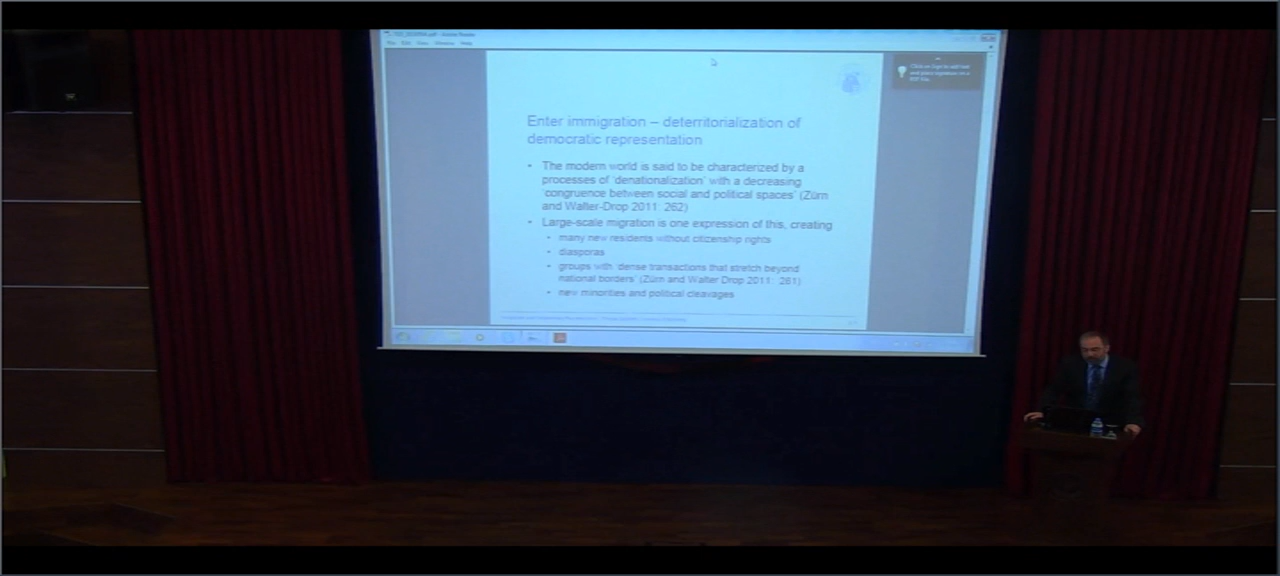 Enter immigration – deterritorialization of
democratic representation
• The modern world is said to be characterized by a
processes of 'denationalization' with a decreasing
'congruence between social and political spaces' (Zürn
and Walter-Drop 2011: 262)
• Large-scale migration is one expression of this, creating
• many new residents without citizenship rights
• diasporas
• groups with 'dense transactions that stretch beyond
national borders' (Zürn and Walter Drop 2011: 261)
• new minorities and political cleavages